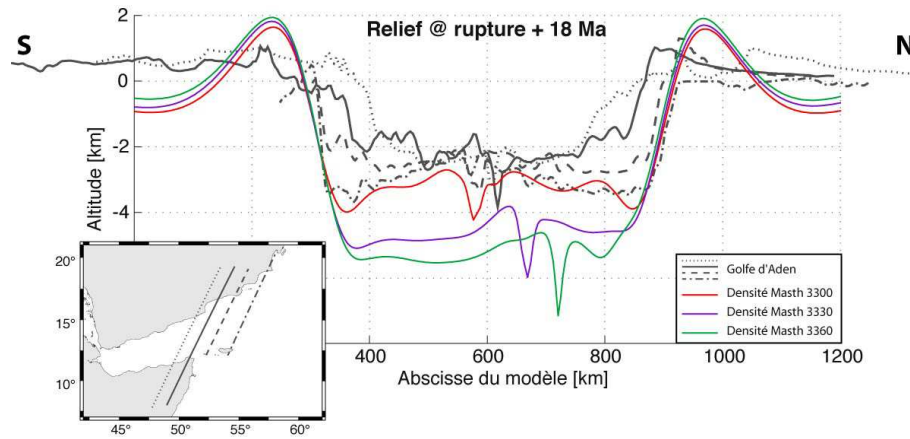 Relief @ rupture + 18 Ma
S
N
2
0
-2
-4
Altitude [km]
400
600
800
1000
1200
Abscisse du modèle [km]
Golfe d'Aden
Densité Masth 3300
Densité Masth 3330
Densité Masth 3360
20°
15°
10°
45°
50°
55°
60°